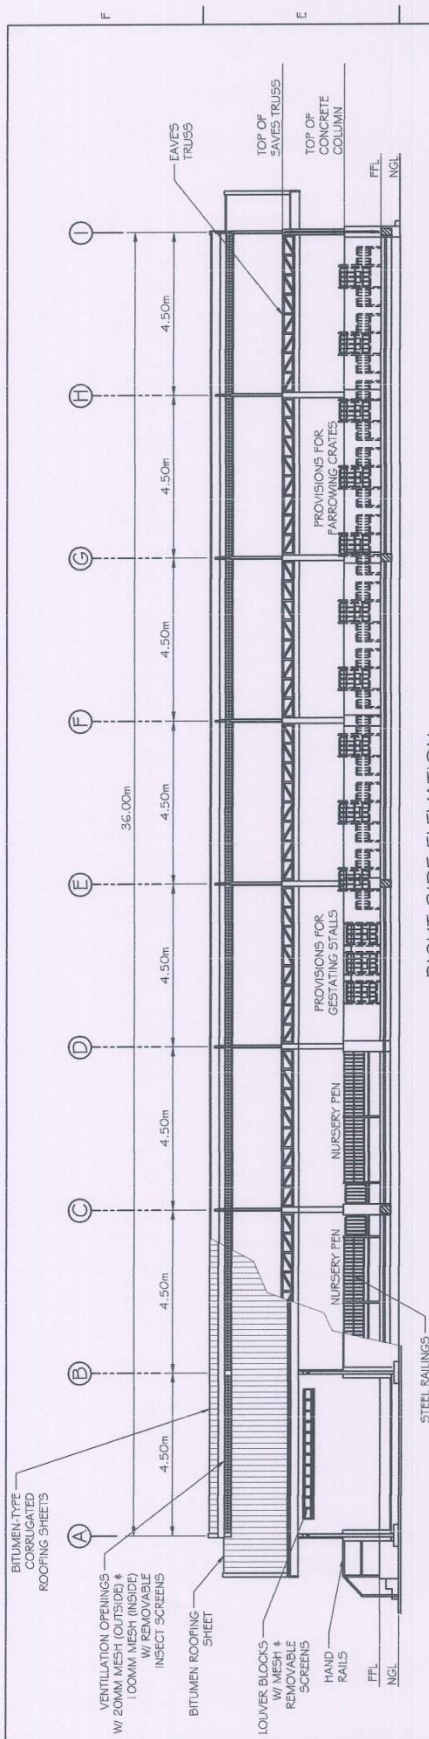 F
E
A
B
C
D
E
F
G
H
I
36.00m
4.50m
4.50m
4.50m
4.50m
4.50m
4.50m
4.50m
4.50m
BITUMEN-TYPE
CORRUGATED
ROOFING SHEETS
VENTILLATION OPENINGS
W/ 20MM MESH (OUTSIDE) &
100MM MESH (INSIDE)
W/ REMOVABLE
INSECT SCREENS
BITUMEN ROOFING
SHEET
LOUVER BLOCKS
W/ MESH &
REMOVABLE
SCREENS
HAND
RAILS
FFL
NGL
STEEL RAILINGS
NURSERY PEN
NURSERY PEN
PROVISIONS FOR
GESTATING STALLS
PROVISIONS FOR
FARROWING CRATES
EAVES
TRUSS
TOP OF
EAVES TRUSS
TOP OF
CONCRETE
COLUMN
FFL
NGL
RIGHT SIDE ELEVATION